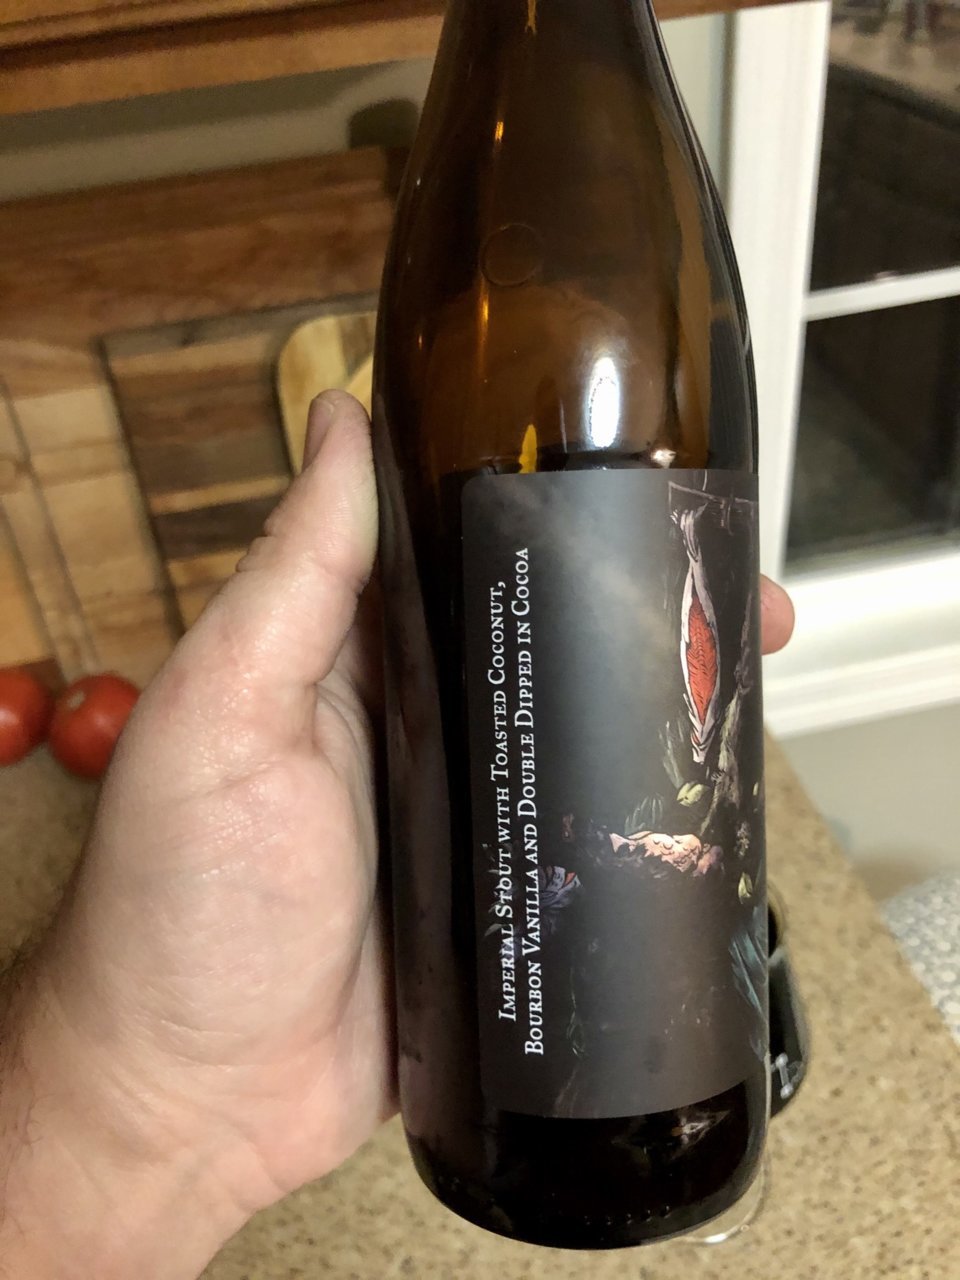 Imperial Stout with Toasted Coconut,
Bourbon Vanilla and Double Dipped in Cocoa